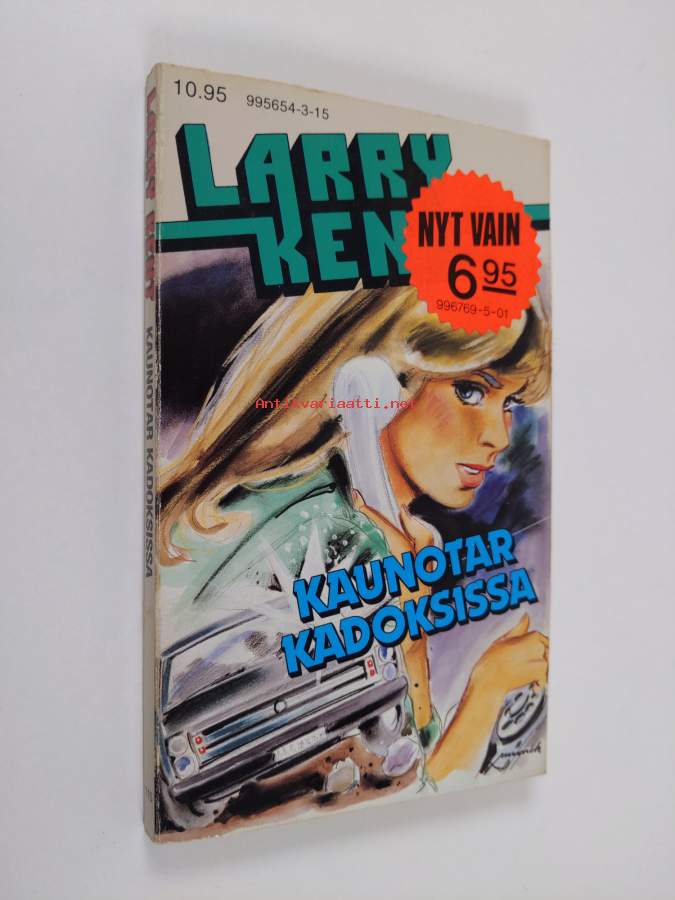 10.95 995654-3-15
LARRY
KEN
NYT VAIN
6 95
996769-5-01
Antikvariaatti.net
KAUNOTAR
KADOKSISSA
LARRY KENT KAUNOTAR KADOKSISSA